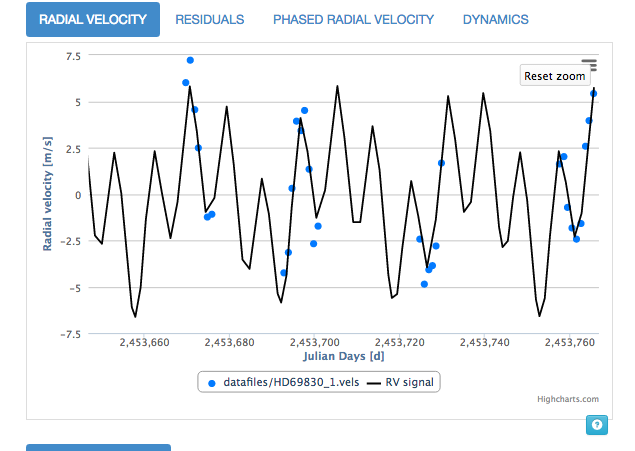 RADIAL VELOCITY RESIDUALS PHASED RADIAL VELOCITY DYNAMICS
Reset zoom
Radial velocity [m/s]
7.5
5
2.5
0
−2.5
−5
−7.5
2,453,660 2,453,680 2,453,700 2,453,720 2,453,740 2,453,760
Julian Days [d]
datafiles/HD69830_1.vels RV signal
Highcharts.com
?